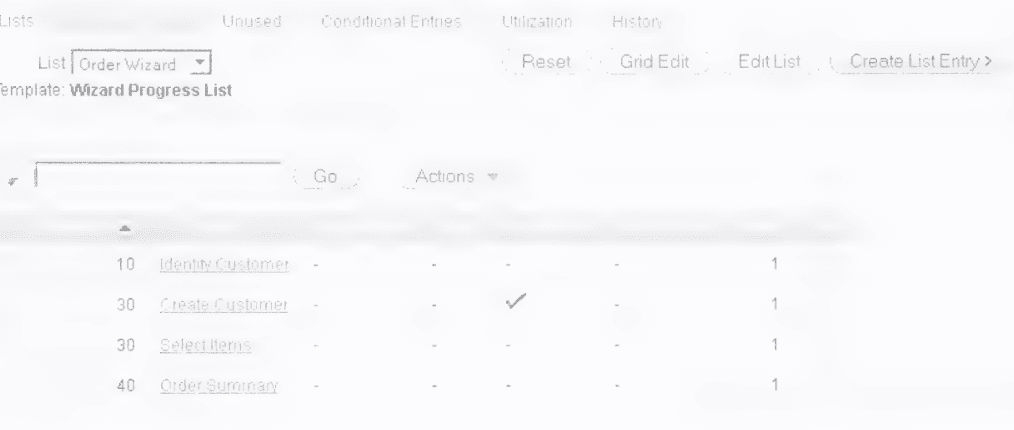 Lists Unused Conditional Entries Utilization History
List Order Wizard Reset Grid Edit Edit List Create List Entry >
Template: Wizard Progress List
Go Actions
10 Identify Customer - - - - 1
30 Create Customer - - ✓ - 1
30 Select Items - - - - 1
40 Order Summary - - - - 1